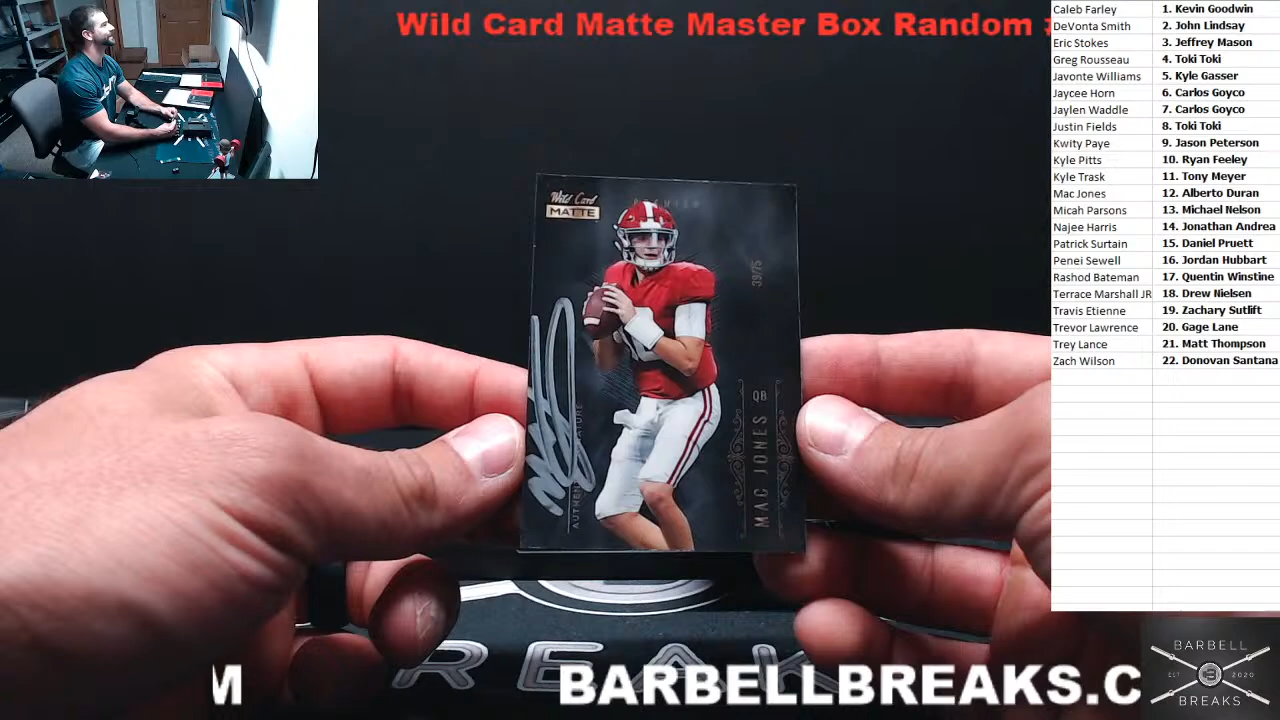 Wild Card Matte Master Box Random
Caleb Farley 1. Kevin Goodwin
DeVonta Smith 2. John Lindsay
Eric Stokes 3. Jeffrey Mason
Greg Rousseau 4. Toki Toki
Javonte Williams 5. Kyle Gasser
Jaycee Horn 6. Carlos Goyco
Jaylen Waddle 7. Carlos Goyco
Justin Fields 8. Toki Toki
Kwity Paye 9. Jason Peterson
Kyle Pitts 10. Ryan Feeley
Kyle Trask 11. Tony Meyer
Mac Jones 12. Alberto Duran
Micah Parsons 13. Michael Nelson
Najee Harris 14. Jonathan Andrea
Patrick Surtain 15. Daniel Pruett
Penei Sewell 16. Jordan Hubbart
Rashod Bateman 17. Quentin Winstine
Terrace Marshall JR 18. Drew Nielsen
Travis Etienne 19. Zachary Sutlift
Trevor Lawrence 20. Gage Lane
Trey Lance 21. Matt Thompson
Zach Wilson 22. Donovan Santana
Wild Card
MATTE
39/75
QB
MAC JONES
REAK
M BARBELLBREAKS.C
BARBELL
EST 2020
BREAKS